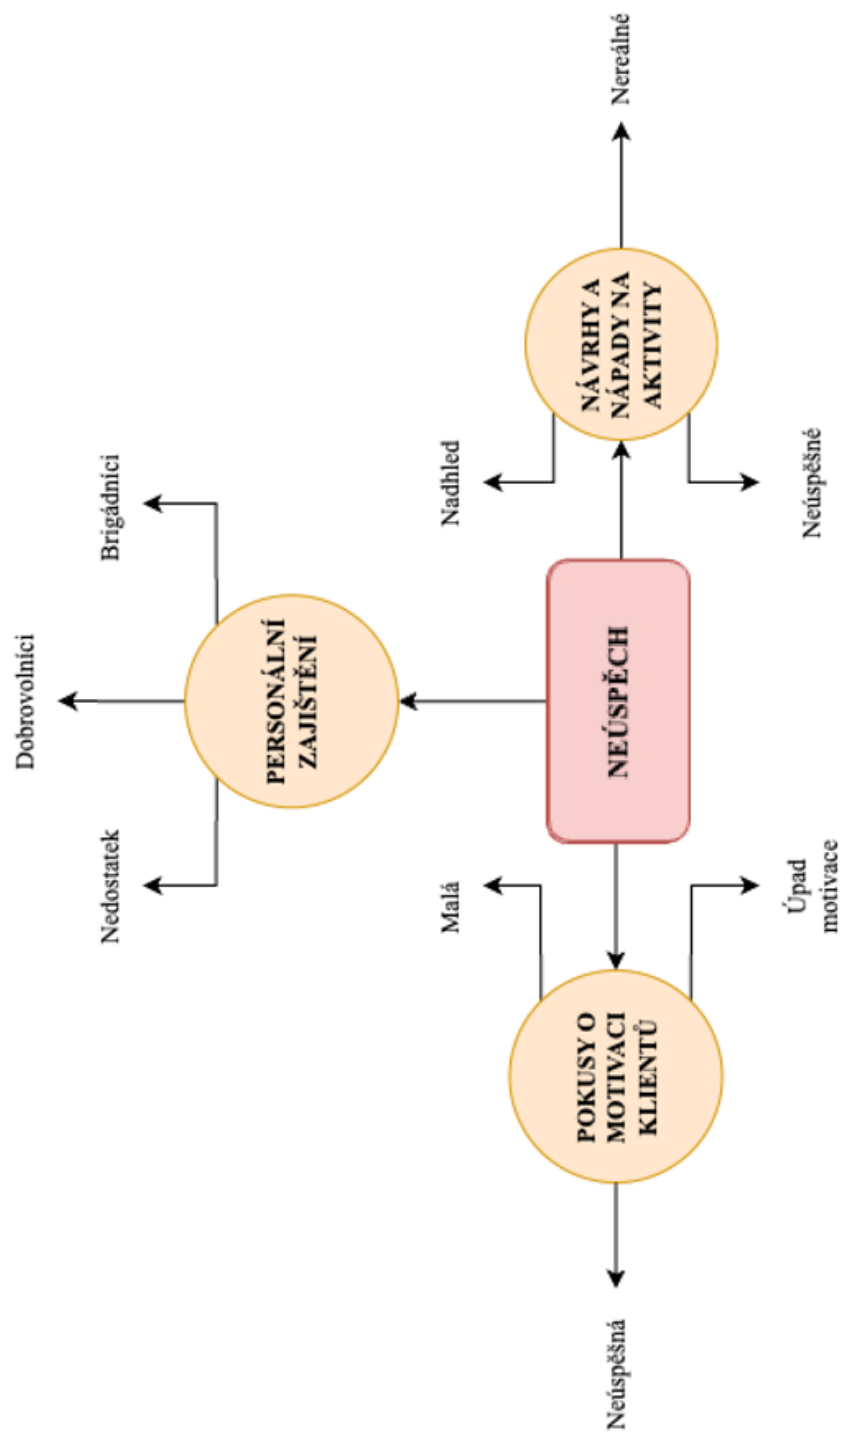 Dobrovolníci
Nedostatek
Brigádníci
PERSONÁLNÍ
ZAJIŠTĚNÍ
Malá
Nadhled
Neúspěšná
POKUSY O
MOTIVACI
KLIENTŮ
NEÚSPĚCH
NÁVRHY A
NÁPADY NA
AKTIVITY
Nereálné
Úpad
motivace
Neúspěšné